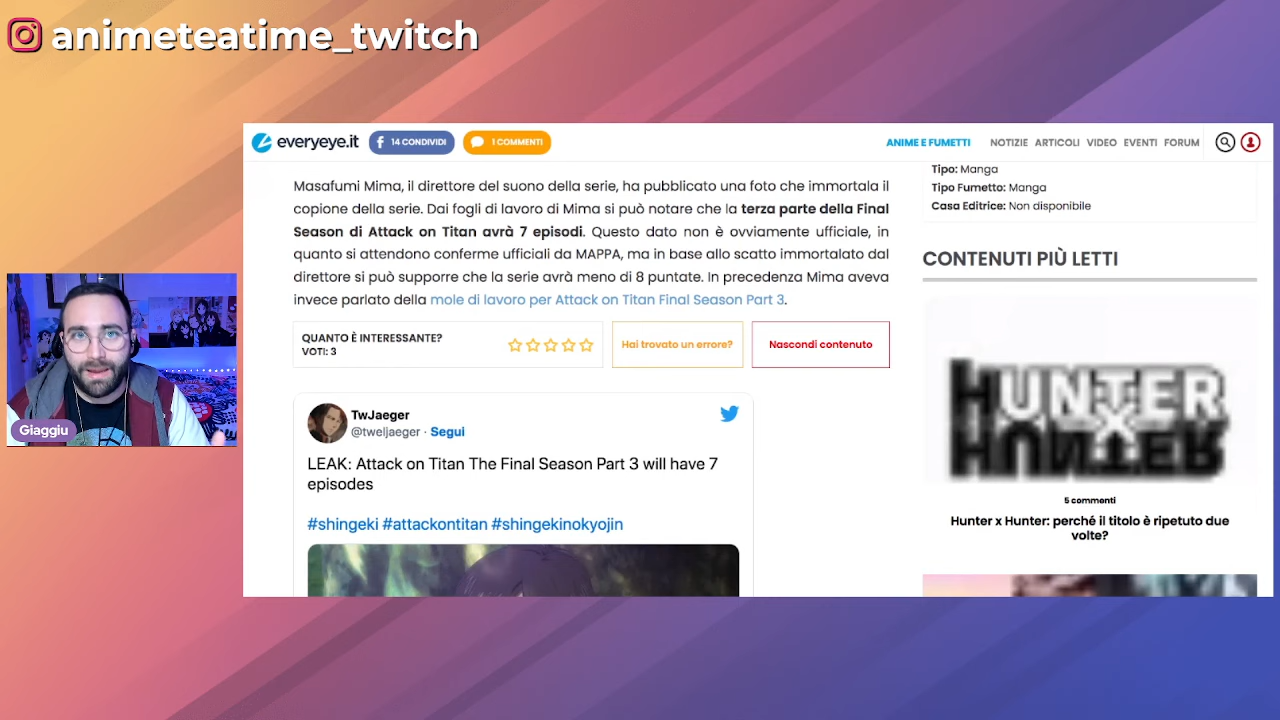 animeteatime_twitch
everyeye.it
14 CONDIVIDI
1 COMMENTI
ANIME E FUMETTI
NOTIZIE
ARTICOLI
VIDEO
EVENTI
FORUM
Masafumi Mima, il direttore del suono della serie, ha pubblicato una foto che immortala il
copione della serie. Dai fogli di lavoro di Mima si può notare che la terza parte della Final
Season di Attack on Titan avrà 7 episodi. Questo dato non è ovviamente ufficiale, in
quanto si attendono conferme ufficiali da MAPPA, ma in base allo scatto immortalato dal
direttore si può supporre che la serie avrà meno di 8 puntate. In precedenza Mima aveva
invece parlato della mole di lavoro per Attack on Titan Final Season Part 3.
QUANTO È INTERESSANTE?
VOTI: 3
Hai trovato un errore?
Nascondi contenuto
TwJaeger
@tweljaeger · Segui
LEAK: Attack on Titan The Final Season Part 3 will have 7
episodes
#shingeki #attackontitan #shingekinokyojin
Tipo: Manga
Tipo Fumetto: Manga
Casa Editrice: Non disponibile
CONTENUTI PIÙ LETTI
HUNTER
X
HUNTER
5 commenti
Hunter x Hunter: perché il titolo è ripetuto due
volte?
Giaggiu